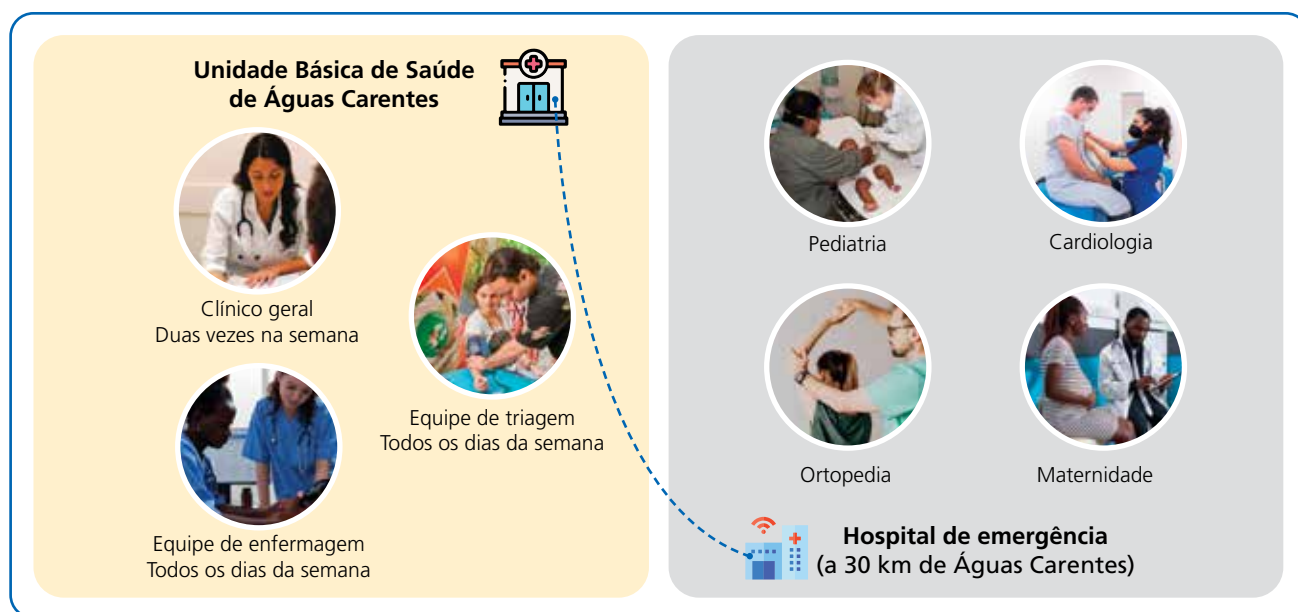 Unidade Básica de Saúde
de Águas Carentes
Clínico geral
Duas vezes na semana
Equipe de triagem
Todos os dias da semana
Equipe de enfermagem
Todos os dias da semana
Pediatria
Cardiologia
Ortopedia
Maternidade
Hospital de emergência
(a 30 km de Águas Carentes)